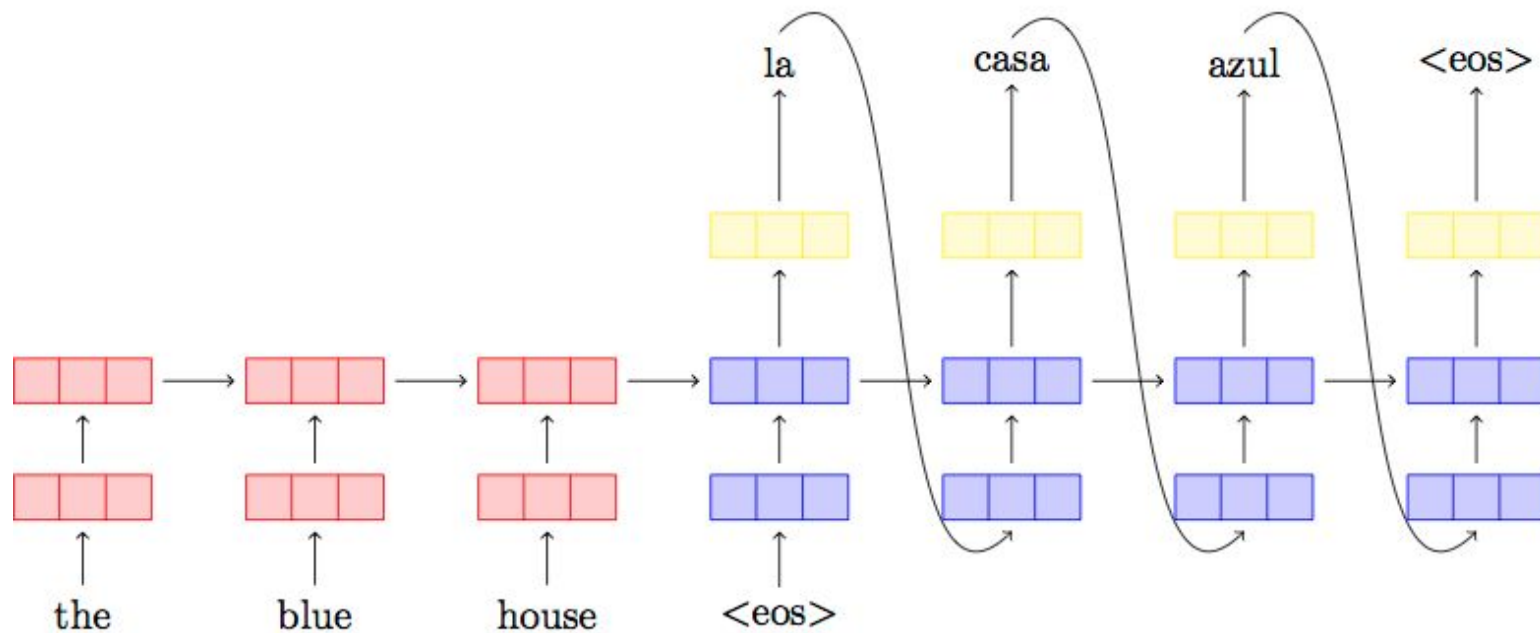 la casa azul <eos>
the blue house <eos>